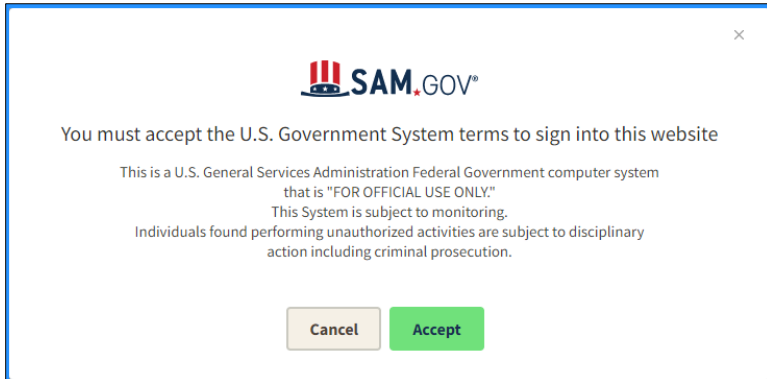 ×
SAM.GOV®
You must accept the U.S. Government System terms to sign into this website
This is a U.S. General Services Administration Federal Government computer system
that is "FOR OFFICIAL USE ONLY."
This System is subject to monitoring.
Individuals found performing unauthorized activities are subject to disciplinary
action including criminal prosecution.
Cancel Accept